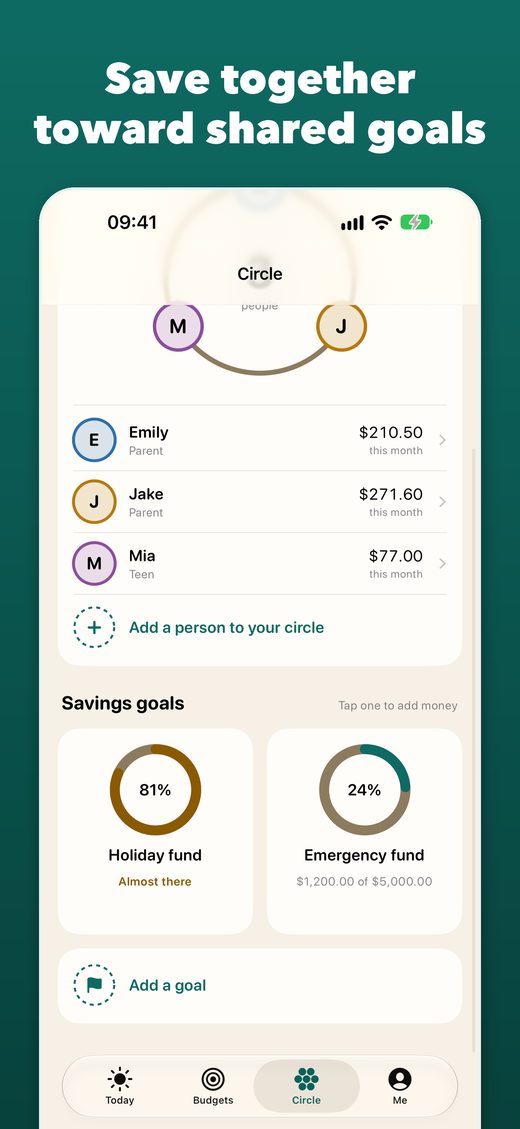 Save together
toward shared goals
09:41
Circle
people
M
J
E
Emily
Parent
$210.50
this month
J
Jake
Parent
$271.60
this month
M
Mia
Teen
$77.00
this month
Add a person to your circle
Savings goals
Tap one to add money
81%
Holiday fund
Almost there
24%
Emergency fund
$1,200.00 of $5,000.00
Add a goal
Today
Budgets
Circle
Me